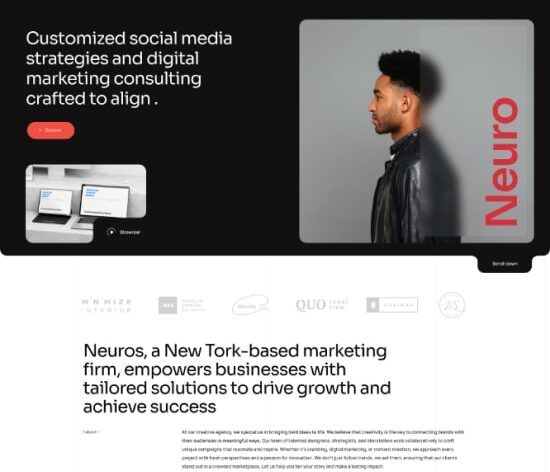 Customized social media
strategies and digital
marketing consulting
crafted to align .
Discover
Showreel
Neuro
Scroll down
INTERIOR
QUO LEGAL
FIRM
Neuros, a New Tork-based marketing
firm, empowers businesses with
tailored solutions to drive growth and
achieve success
At our creative agency, we specialize in bringing bold ideas to life. We believe that creativity is the key to connecting brands with
their audiences in meaningful ways. Our team of talented designers, strategists, and storytellers work collaboratively to craft
unique campaigns that resonate and inspire. Whether it's branding, digital marketing, or content creation, we approach every
project with fresh perspectives and a passion for innovation. We don't just follow trends, we set them, ensuring that our clients
stand out in a crowded marketplace. Let us help you tell your story and make a lasting impact.